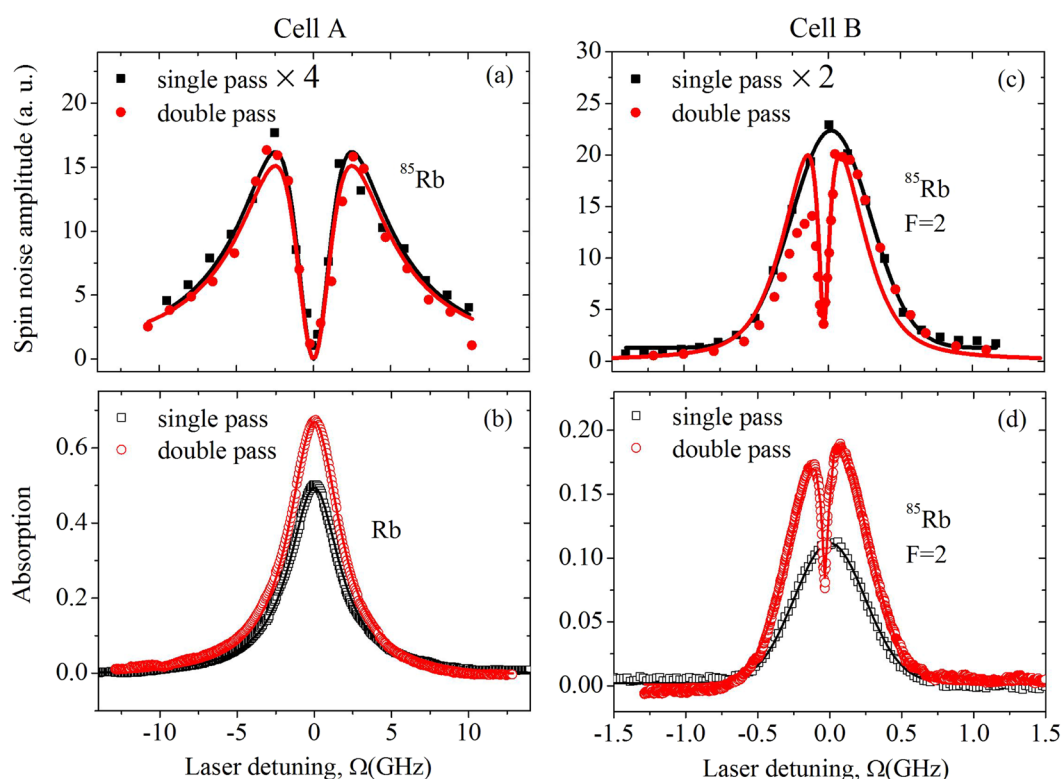 Cell A
Cell B
Spin noise amplitude (a. u.)
20
15
10
5
0
single pass × 4
double pass
(a)
⁸⁵Rb
30
25
20
15
10
5
0
single pass × 2
double pass
(c)
⁸⁵Rb
F=2
Absorption
0.6
0.4
0.2
0.0
single pass
double pass
(b)
Rb
-10
-5
0
5
10
Laser detuning, Ω(GHz)
0.20
0.15
0.10
0.05
0.00
single pass
double pass
(d)
⁸⁵Rb
F=2
-1.5
-1.0
-0.5
0.0
0.5
1.0
1.5
Laser detuning, Ω(GHz)